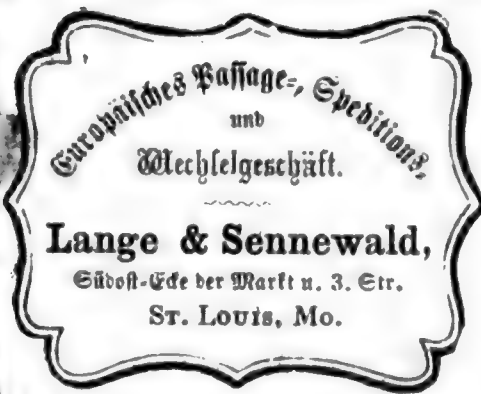 Europäisches Passage-, Speditions-,
und
Wechselgeschäft.
Lange & Sennewald,
Südost-Ecke der Markt u. 3. Str.
St. Louis, Mo.